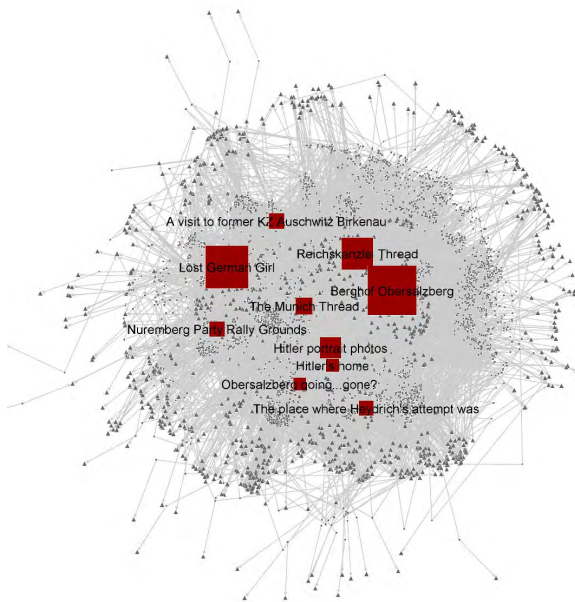 A visit to former KZ Auschwitz Birkenau
Reichskanzlei Thread
Lost German Girl
Berghof Obersalzberg
The Munich Thread
Nuremberg Party Rally Grounds
Hitler portrait photos
Hitler's home
Obersalzberg going...gone?
The place where Heydrich's attempt was